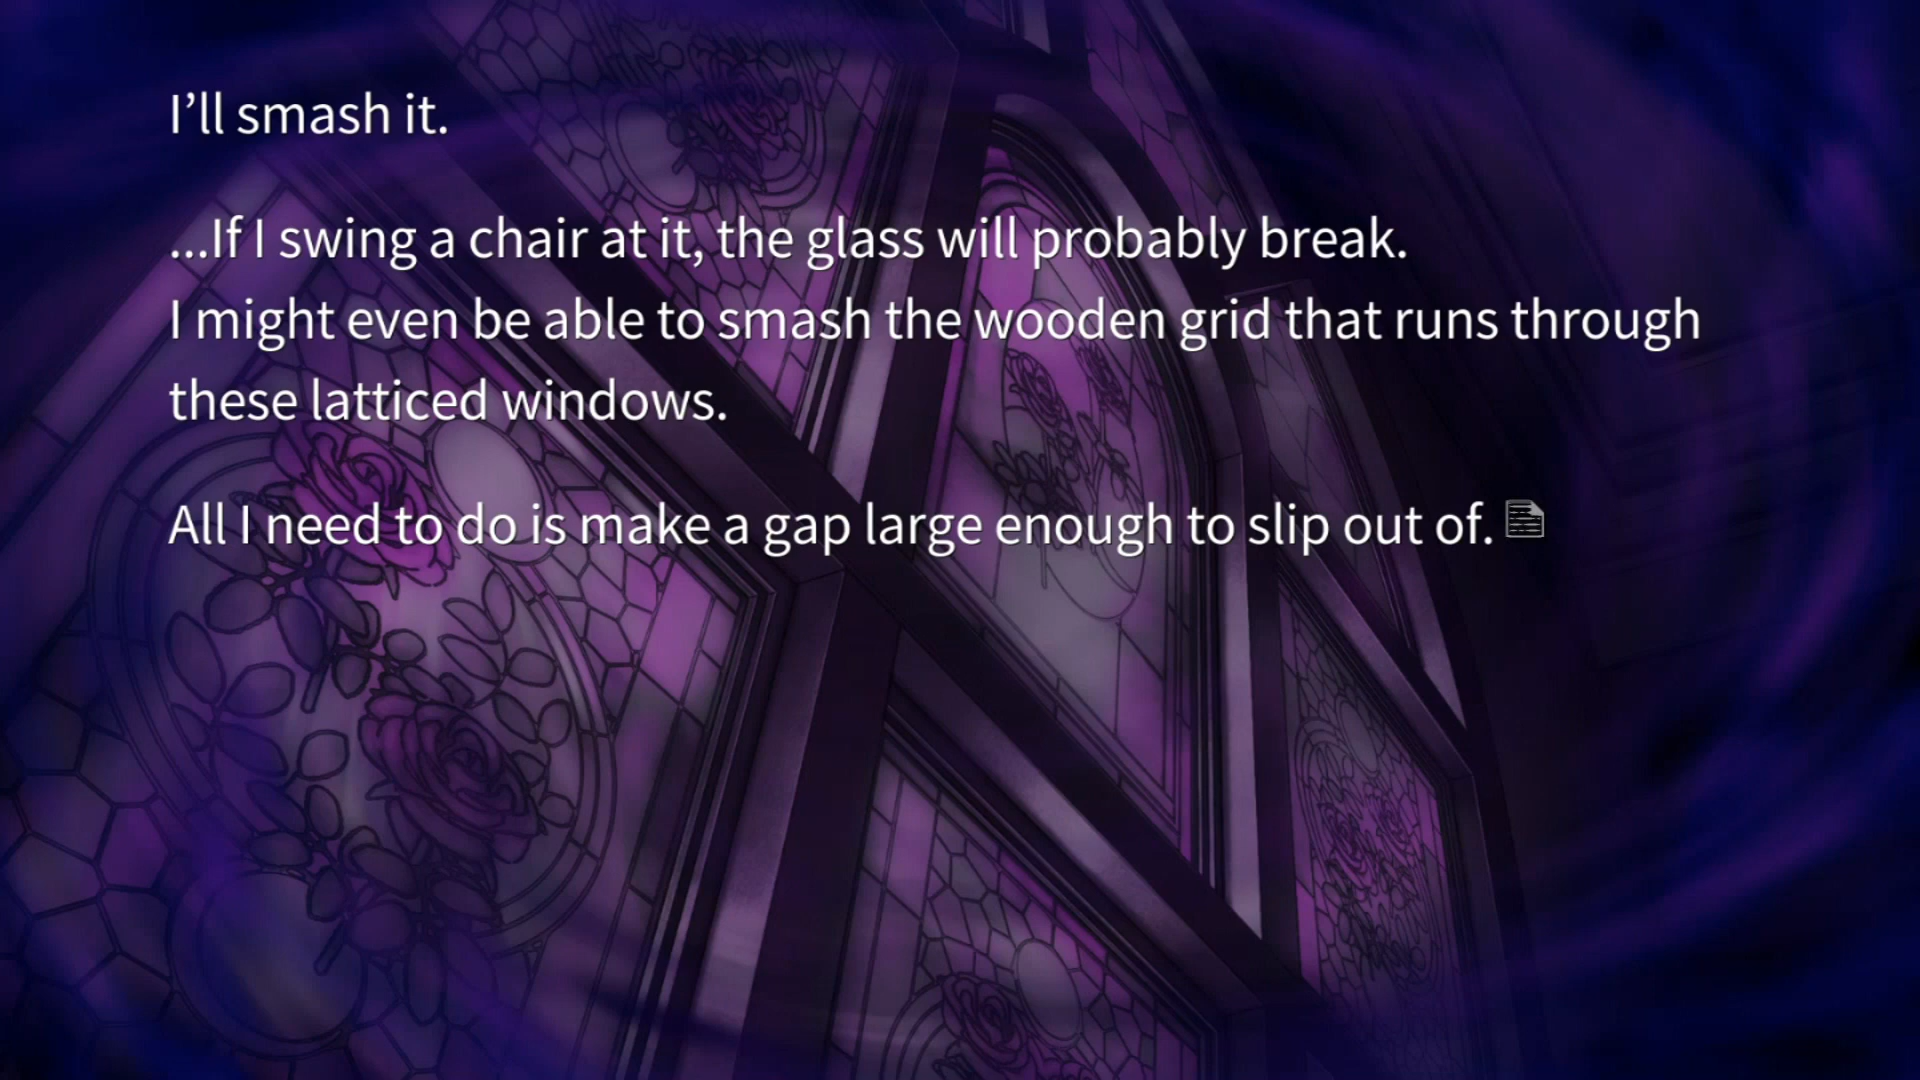 I’ll smash it.
...If I swing a chair at it, the glass will probably break.
I might even be able to smash the wooden grid that runs through
these latticed windows.
All I need to do is make a gap large enough to slip out of.